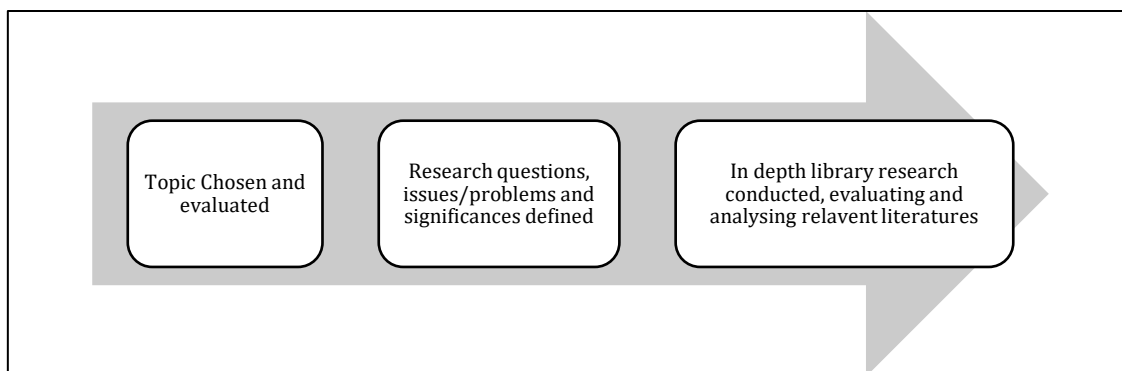 Topic Chosen and
evaluated
Research questions,
issues/problems and
significances defined
In depth library research
conducted, evaluating and
analysing relavent literatures